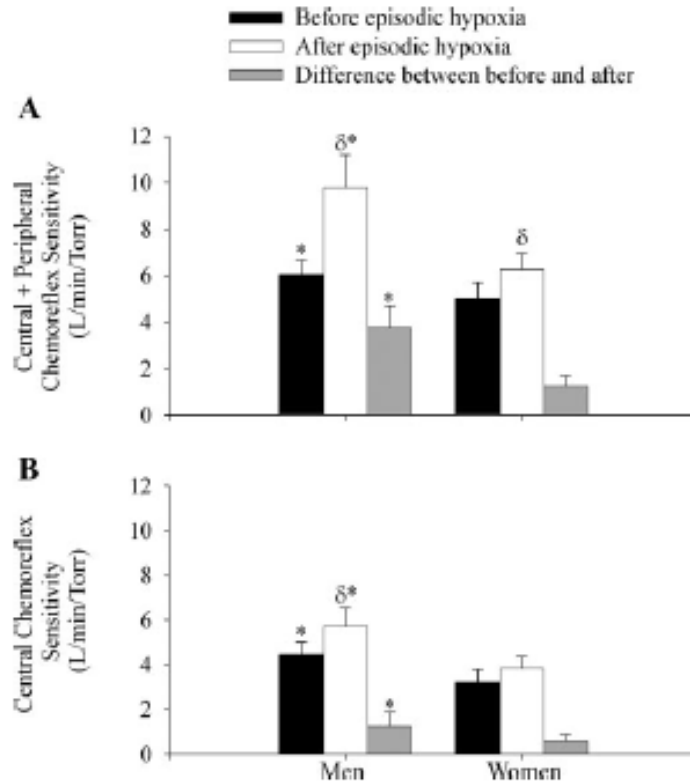 Before episodic hypoxia
After episodic hypoxia
Difference between before and after
A
Central + Peripheral
Chemoreflex Sensitivity
(L/min/Torr)
12
10
8
6
4
2
0
*
δ*
*
δ
B
Central Chemoreflex
Sensitivity
(L/min/Torr)
12
10
8
6
4
2
0
*
δ*
*
Men
Women